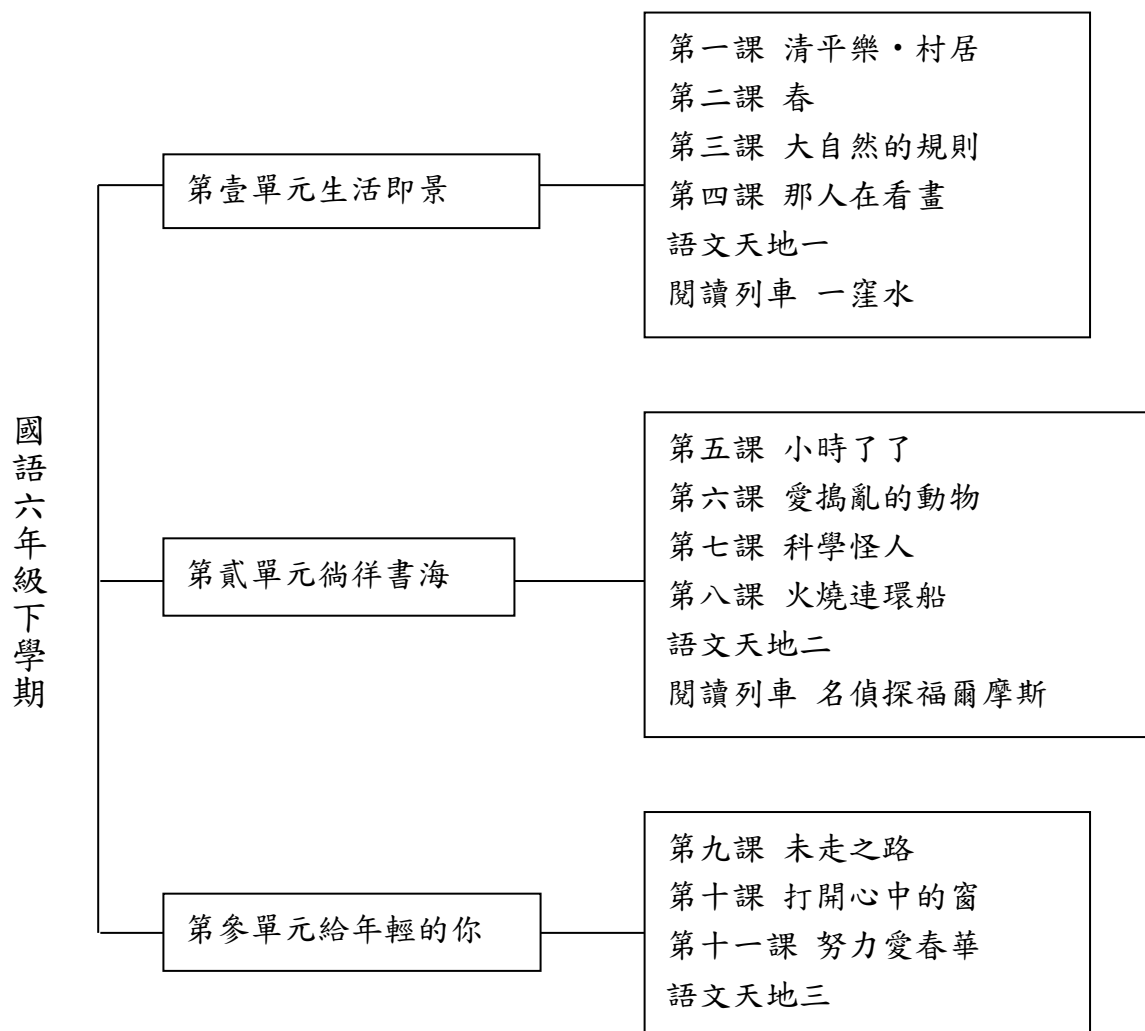 國語六年級下學期
第壹單元生活即景
第一課 清平樂・村居
第二課 春
第三課 大自然的規則
第四課 那人在看畫
語文天地一
閱讀列車 一窪水
第貳單元徜徉書海
第五課 小時了了
第六課 愛搗亂的動物
第七課 科學怪人
第八課 火燒連環船
語文天地二
閱讀列車 名偵探福爾摩斯
第參單元給年輕的你
第九課 未走之路
第十課 打開心中的窗
第十一課 努力愛春華
語文天地三